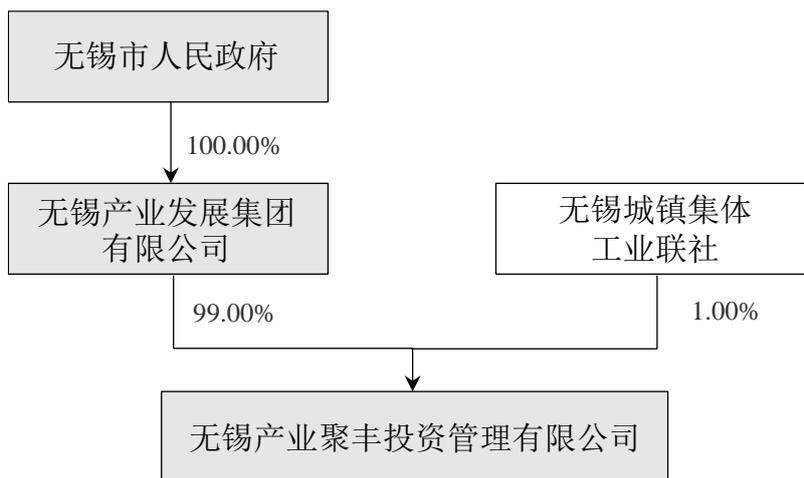 无锡市人民政府
100.00%
无锡产业发展集团
有限公司
无锡城镇集体
工业联社
99.00%
1.00%
无锡产业聚丰投资管理有限公司